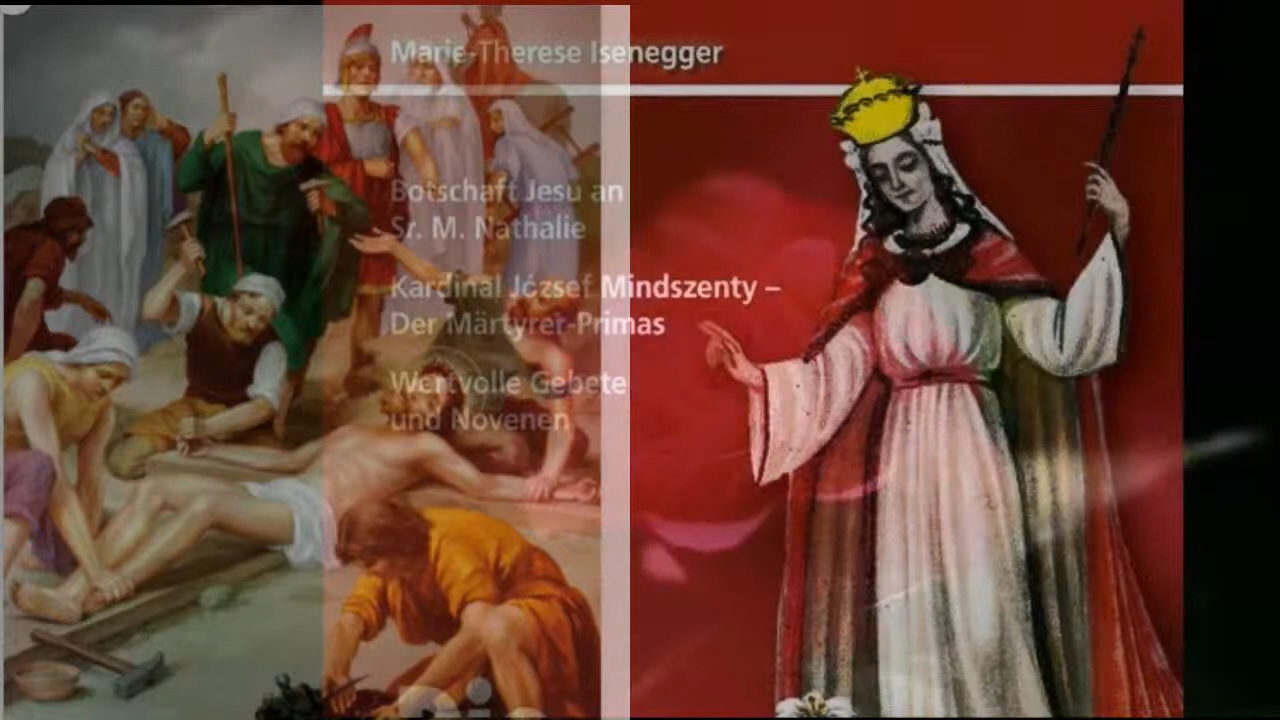 Marie-Therese Isenegger
Botschaft Jesu an
Sr. M. Nathalie
Kardinal József Mindszenty –
Der Märtyrer-Primas
Wertvolle Gebete
und Novenen